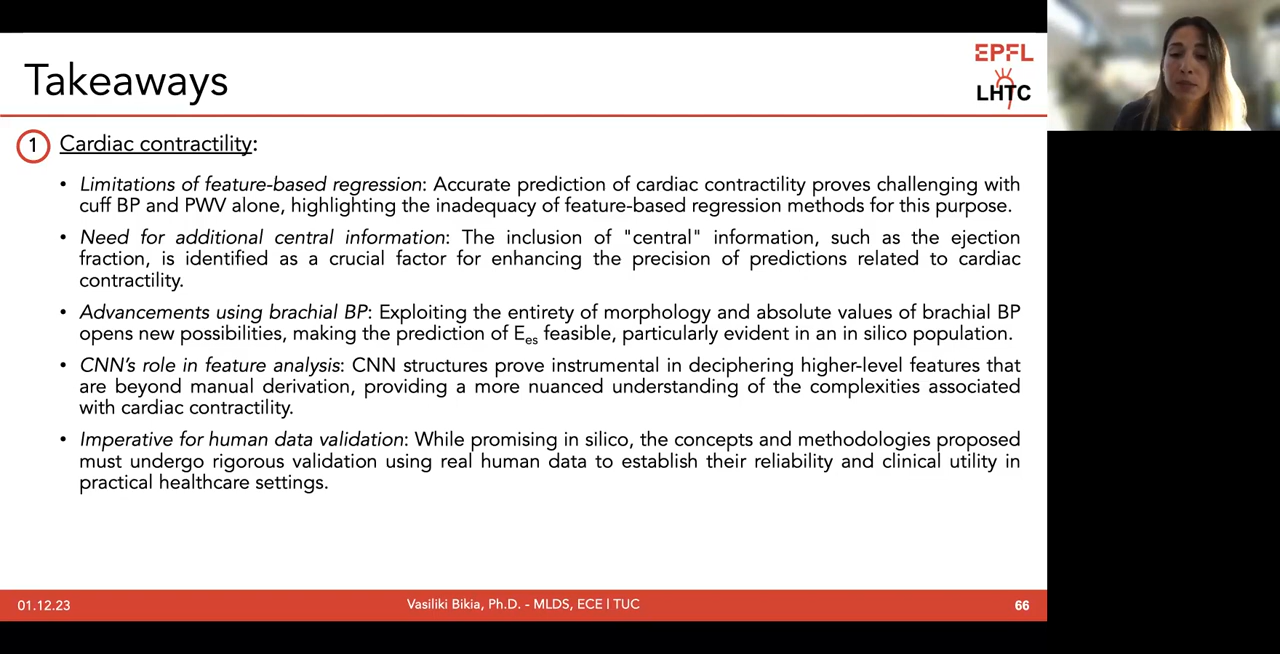 Takeaways
EPFL
LHTC
1 Cardiac contractility:
• Limitations of feature-based regression: Accurate prediction of cardiac contractility proves challenging with
cuff BP and PWV alone, highlighting the inadequacy of feature-based regression methods for this purpose.
• Need for additional central information: The inclusion of "central" information, such as the ejection
fraction, is identified as a crucial factor for enhancing the precision of predictions related to cardiac
contractility.
• Advancements using brachial BP: Exploiting the entirety of morphology and absolute values of brachial BP
opens new possibilities, making the prediction of Ees feasible, particularly evident in an in silico population.
• CNN’s role in feature analysis: CNN structures prove instrumental in deciphering higher-level features that
are beyond manual derivation, providing a more nuanced understanding of the complexities associated
with cardiac contractility.
• Imperative for human data validation: While promising in silico, the concepts and methodologies proposed
must undergo rigorous validation using real human data to establish their reliability and clinical utility in
practical healthcare settings.
01.12.23
Vasiliki Bikia, Ph.D. - MLDS, ECE | TUC
66